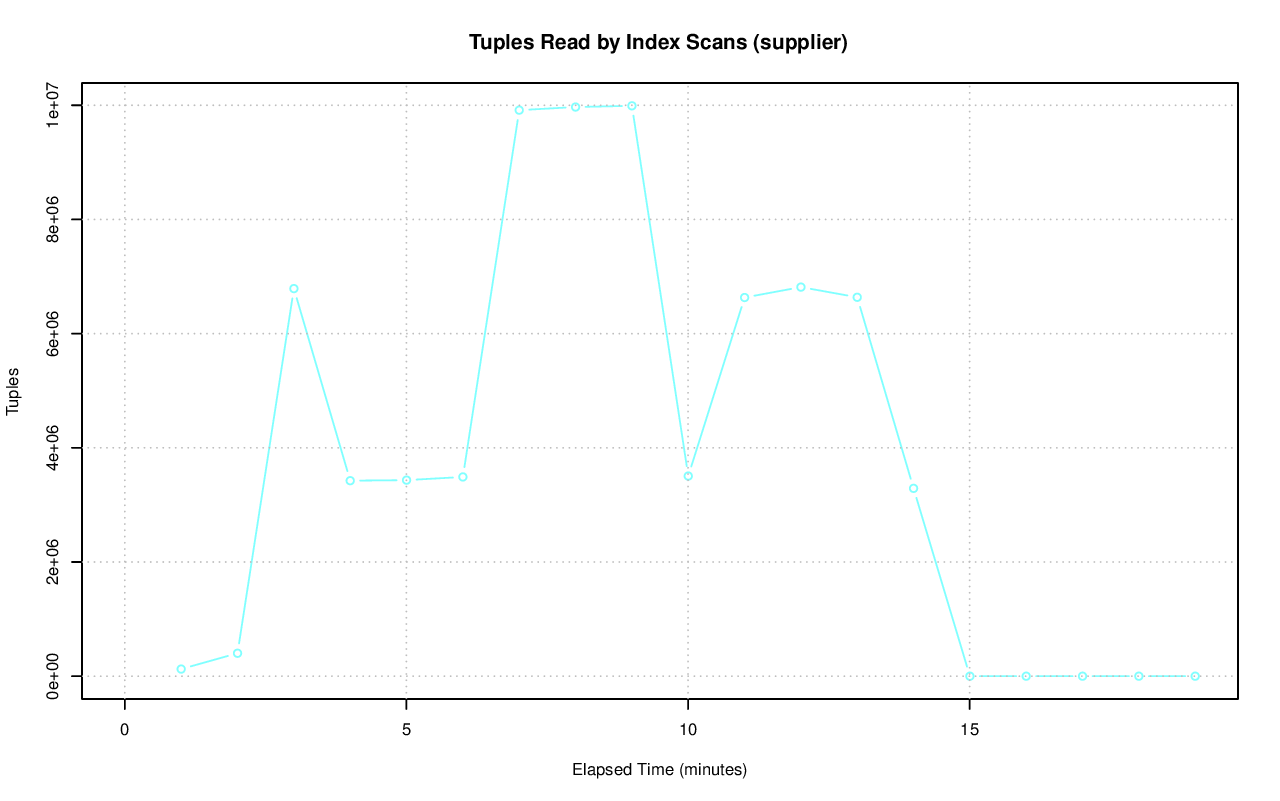 Tuples Read by Index Scans (supplier)
1e+07
8e+06
6e+06
4e+06
2e+06
0e+00
Tuples
0 5 10 15
Elapsed Time (minutes)